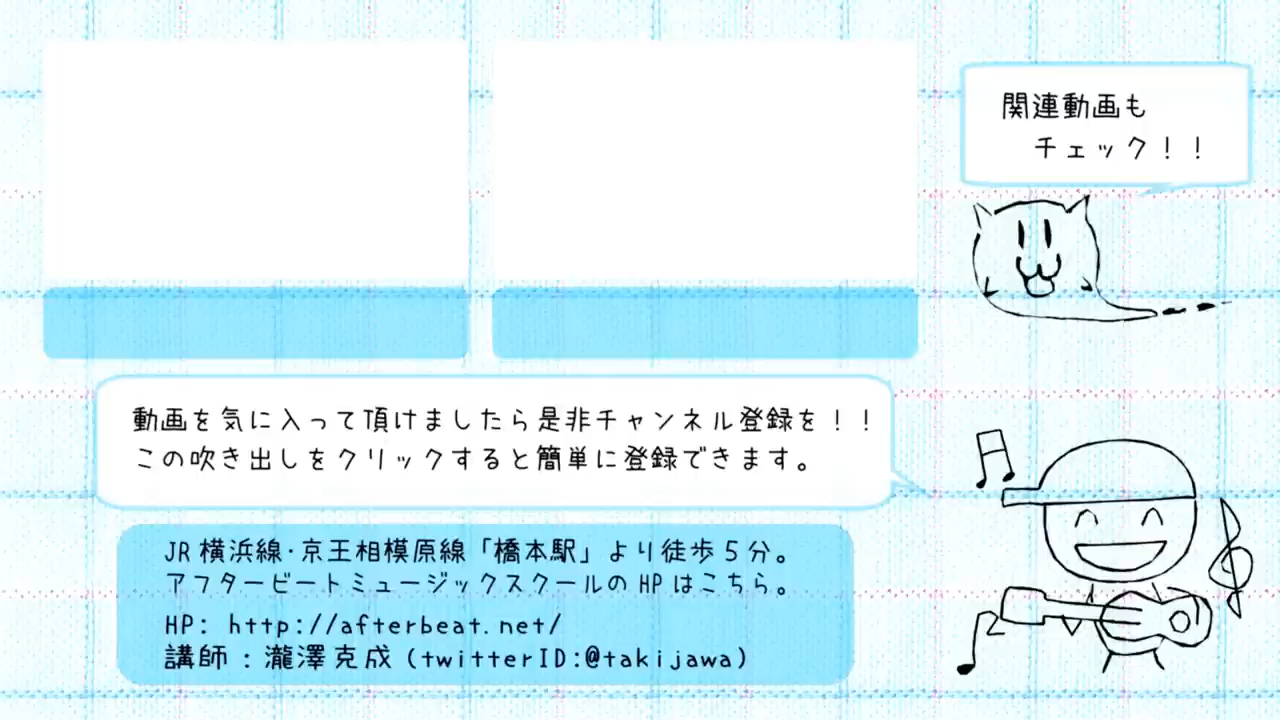 関連動画も
チェック!!
動画を気に入って頂けましたら是非チャンネル登録を!!
この吹き出しをクリックすると簡単に登録できます。
JR横浜線・京王相模原線「橋本駅」より徒歩5分。
アフタービートミュージックスクールのHPはこちら。
HP: http://afterbeat.net/
講師:瀧澤克成(twitterID:@takijawa)